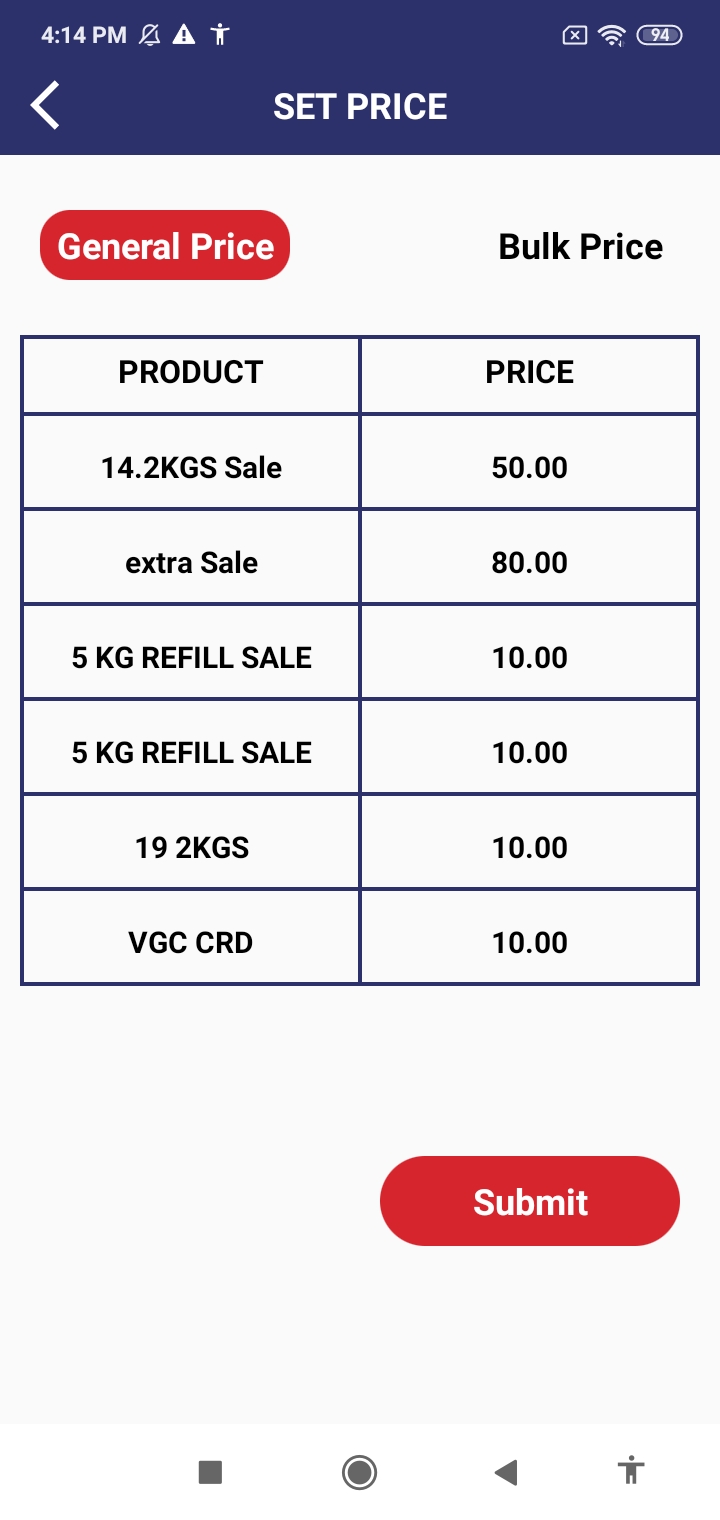 4:14 PM 94
SET PRICE
General Price Bulk Price
PRODUCT PRICE
14.2KGS Sale 50.00
extra Sale 80.00
5 KG REFILL SALE 10.00
5 KG REFILL SALE 10.00
19 2KGS 10.00
VGC CRD 10.00
Submit